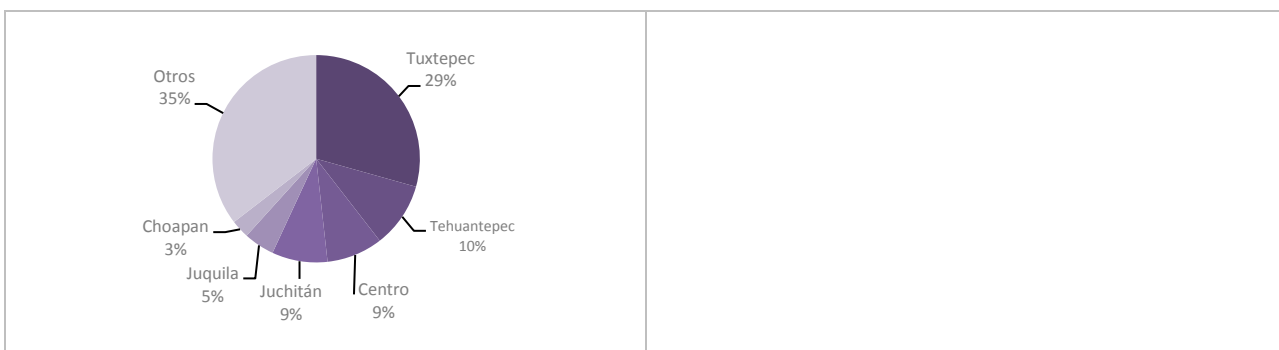 Tuxtepec
29%
Otros
35%
Choapan
3%
Tehuantepec
10%
Juquila
5%
Juchitán
9%
Centro
9%